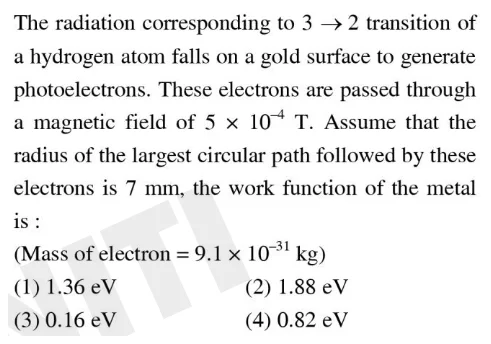 The radiation corresponding to 3 → 2 transition of
a hydrogen atom falls on a gold surface to generate
photoelectrons. These electrons are passed through
a magnetic field of 5 × 10⁻⁴ T. Assume that the
radius of the largest circular path followed by these
electrons is 7 mm, the work function of the metal
is :
(Mass of electron = 9.1 × 10⁻³¹ kg)
(1) 1.36 eV (2) 1.88 eV
(3) 0.16 eV (4) 0.82 eV